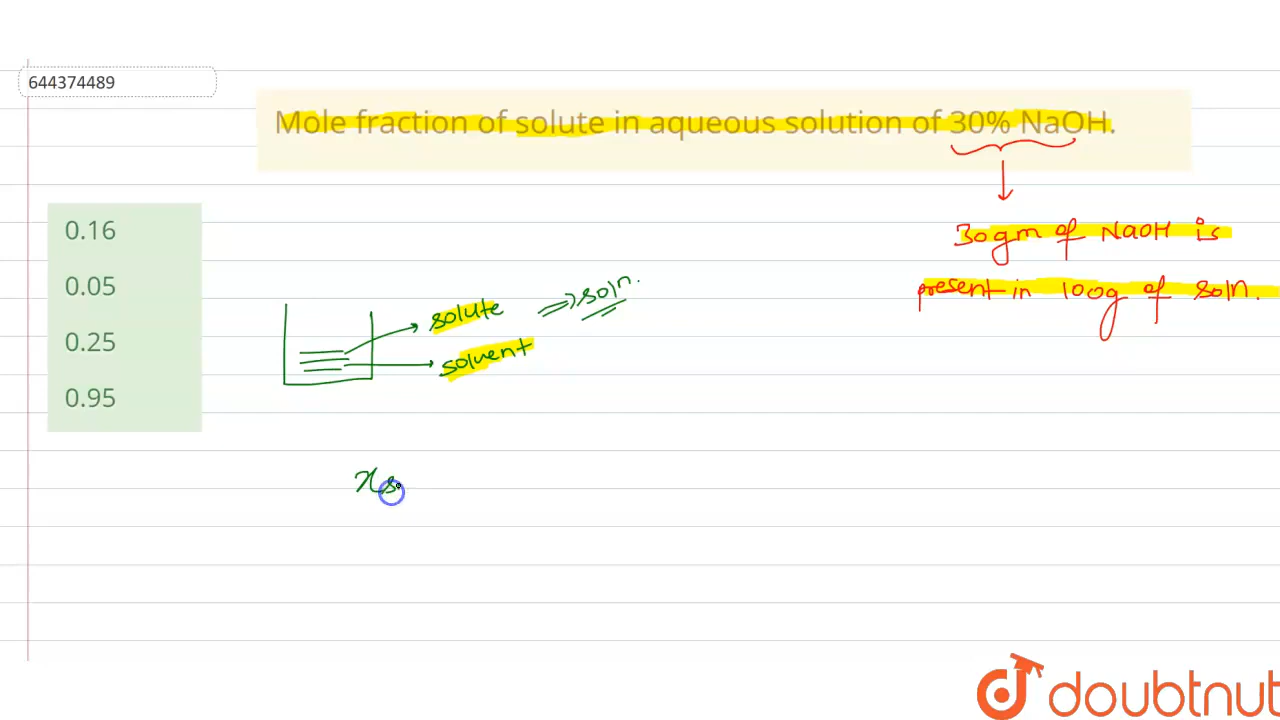 644374489
Mole fraction of solute in aqueous solution of 30% NaOH.
30gm of NaOH is
present in 100g of soln.
0.16
0.05
0.25
0.95
solute ⟹ soln.
solvent
xs
doubtnut